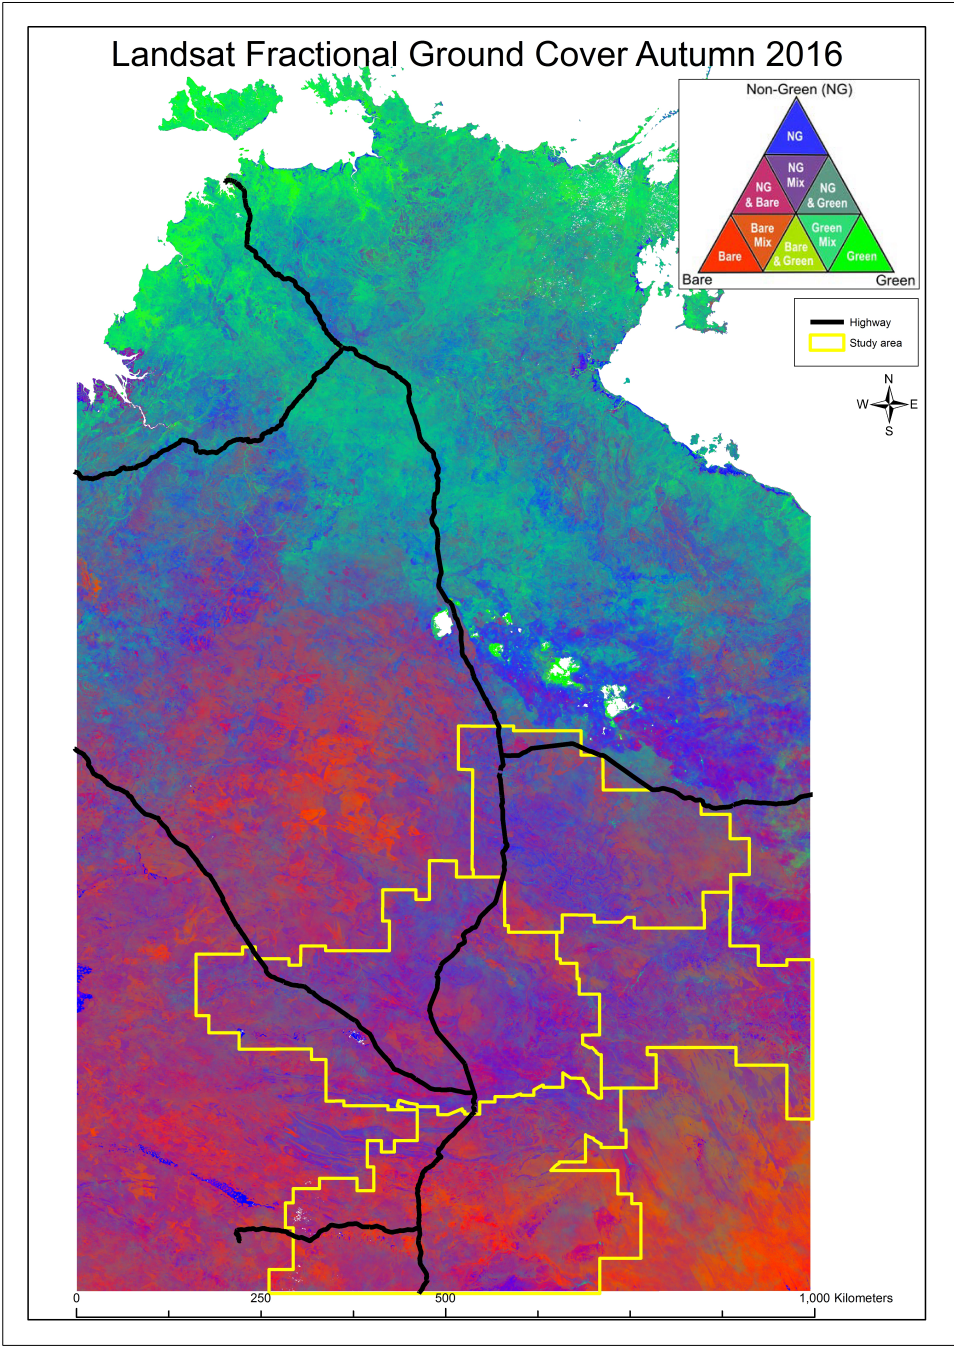 Landsat Fractional Ground Cover Autumn 2016
Non-Green (NG)
NG
NG
Mix
NG
& Bare
NG
& Green
Bare
Mix
Green
Mix
Bare
Bare
& Green
Green
Bare
Green
Highway
Study area
N
W
E
S
0
250
500
1,000 Kilometers